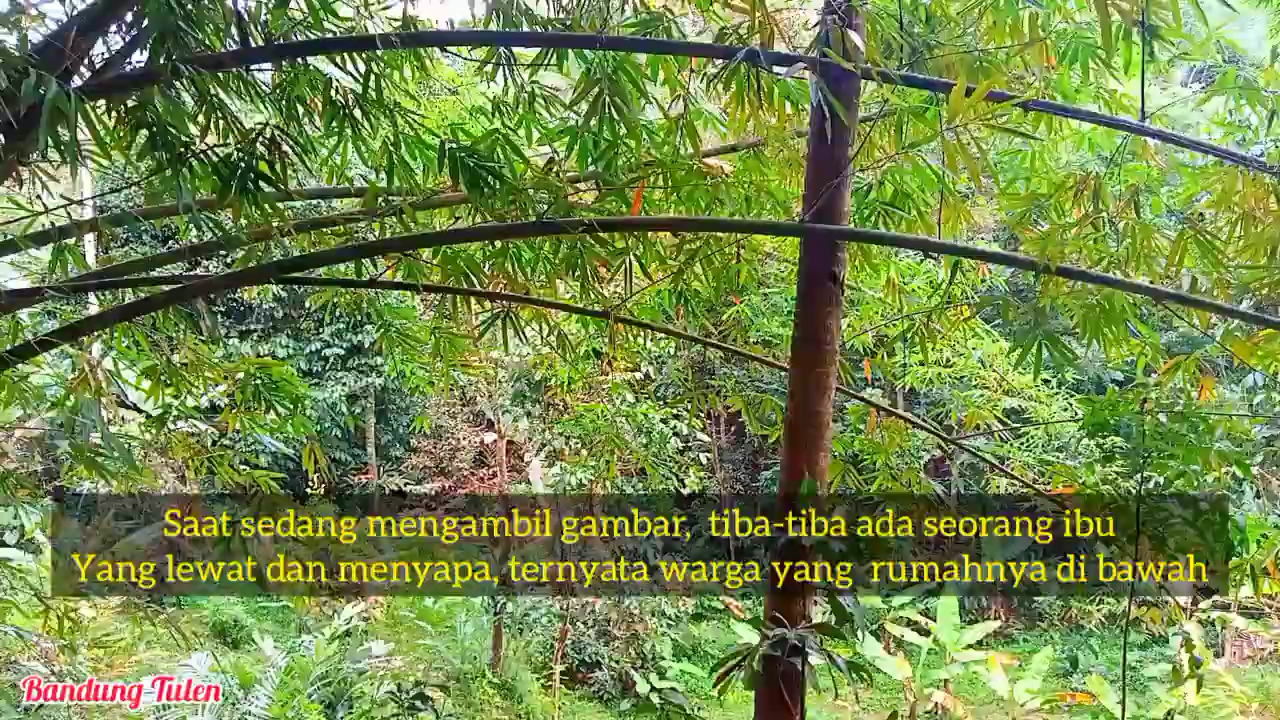 Saat sedang mengambil gambar, tiba-tiba ada seorang ibu
Yang lewat dan menyapa, ternyata warga yang rumahnya di bawah
Bandung-Tulen